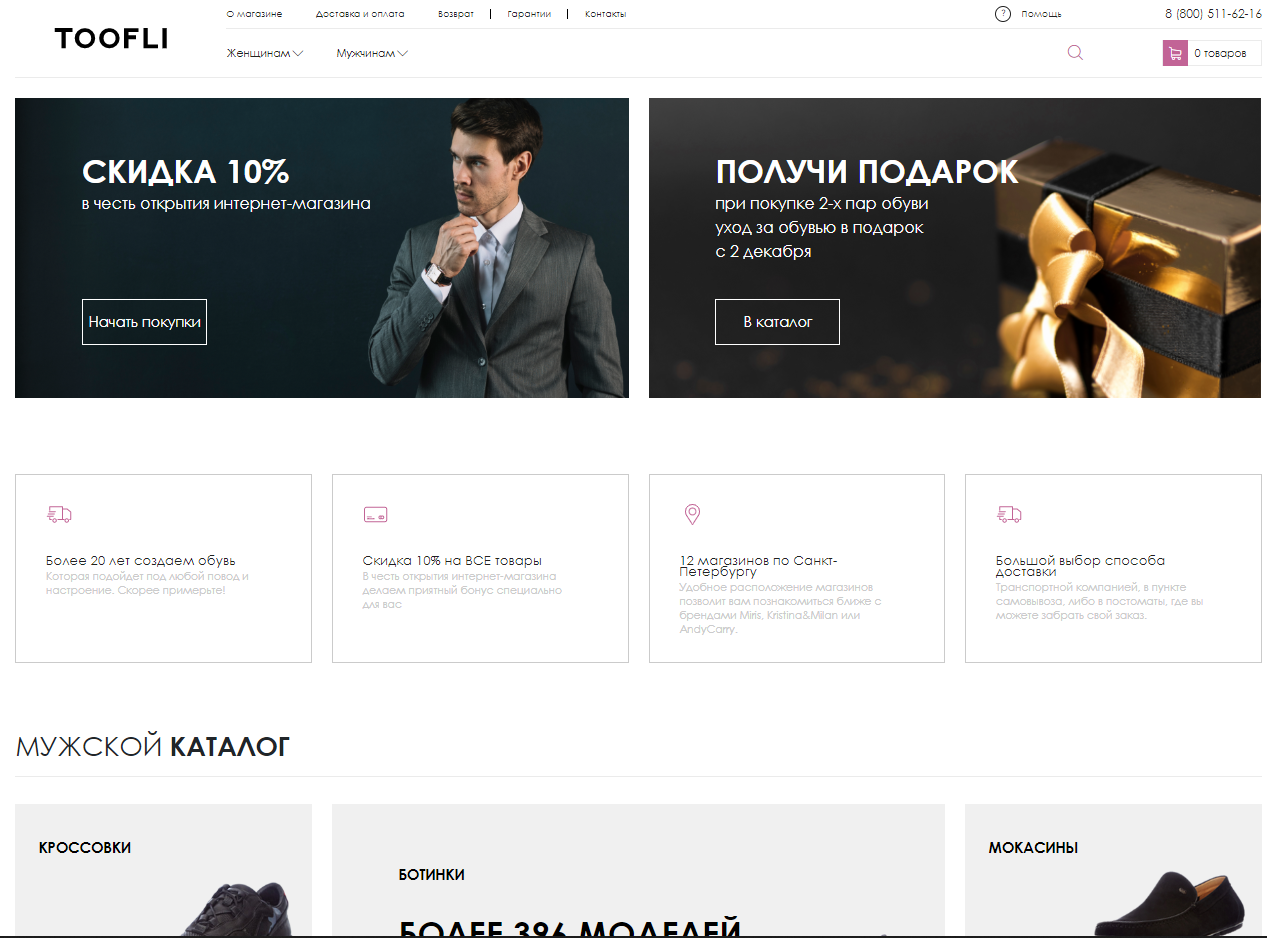 О магазине
Доставка и оплата
Возврат
Гарантии
Контакты
?
Помощь
8 (800) 511-62-16
TOOFLI
Женщинам
Мужчинам
0 товаров
СКИДКА 10%
в честь открытия интернет-магазина
Начать покупки
ПОЛУЧИ ПОДАРОК
при покупке 2-х пар обуви
уход за обувью в подарок
с 2 декабря
В каталог
Более 20 лет создаем обувь
Которая подойдет под любой повод и
настроение. Скорее примерьте!
Скидка 10% на ВСЕ товары
В честь открытия интернет-магазина
делаем приятный бонус специально
для вас
12 магазинов по Санкт-
Петербургу
Удобное расположение магазинов
позволит вам познакомиться ближе с
брендами Miris, Kristina&Milan или
AndyCarry.
Большой выбор способа
доставки
Транспортной компанией, в пункте
самовывоза, либо в постоматы, где вы
можете забрать свой заказ.
МУЖСКОЙ КАТАЛОГ
КРОССОВКИ
БОТИНКИ
БОЛЕЕ 396 МОДЕЛЕЙ
МОКАСИНЫ